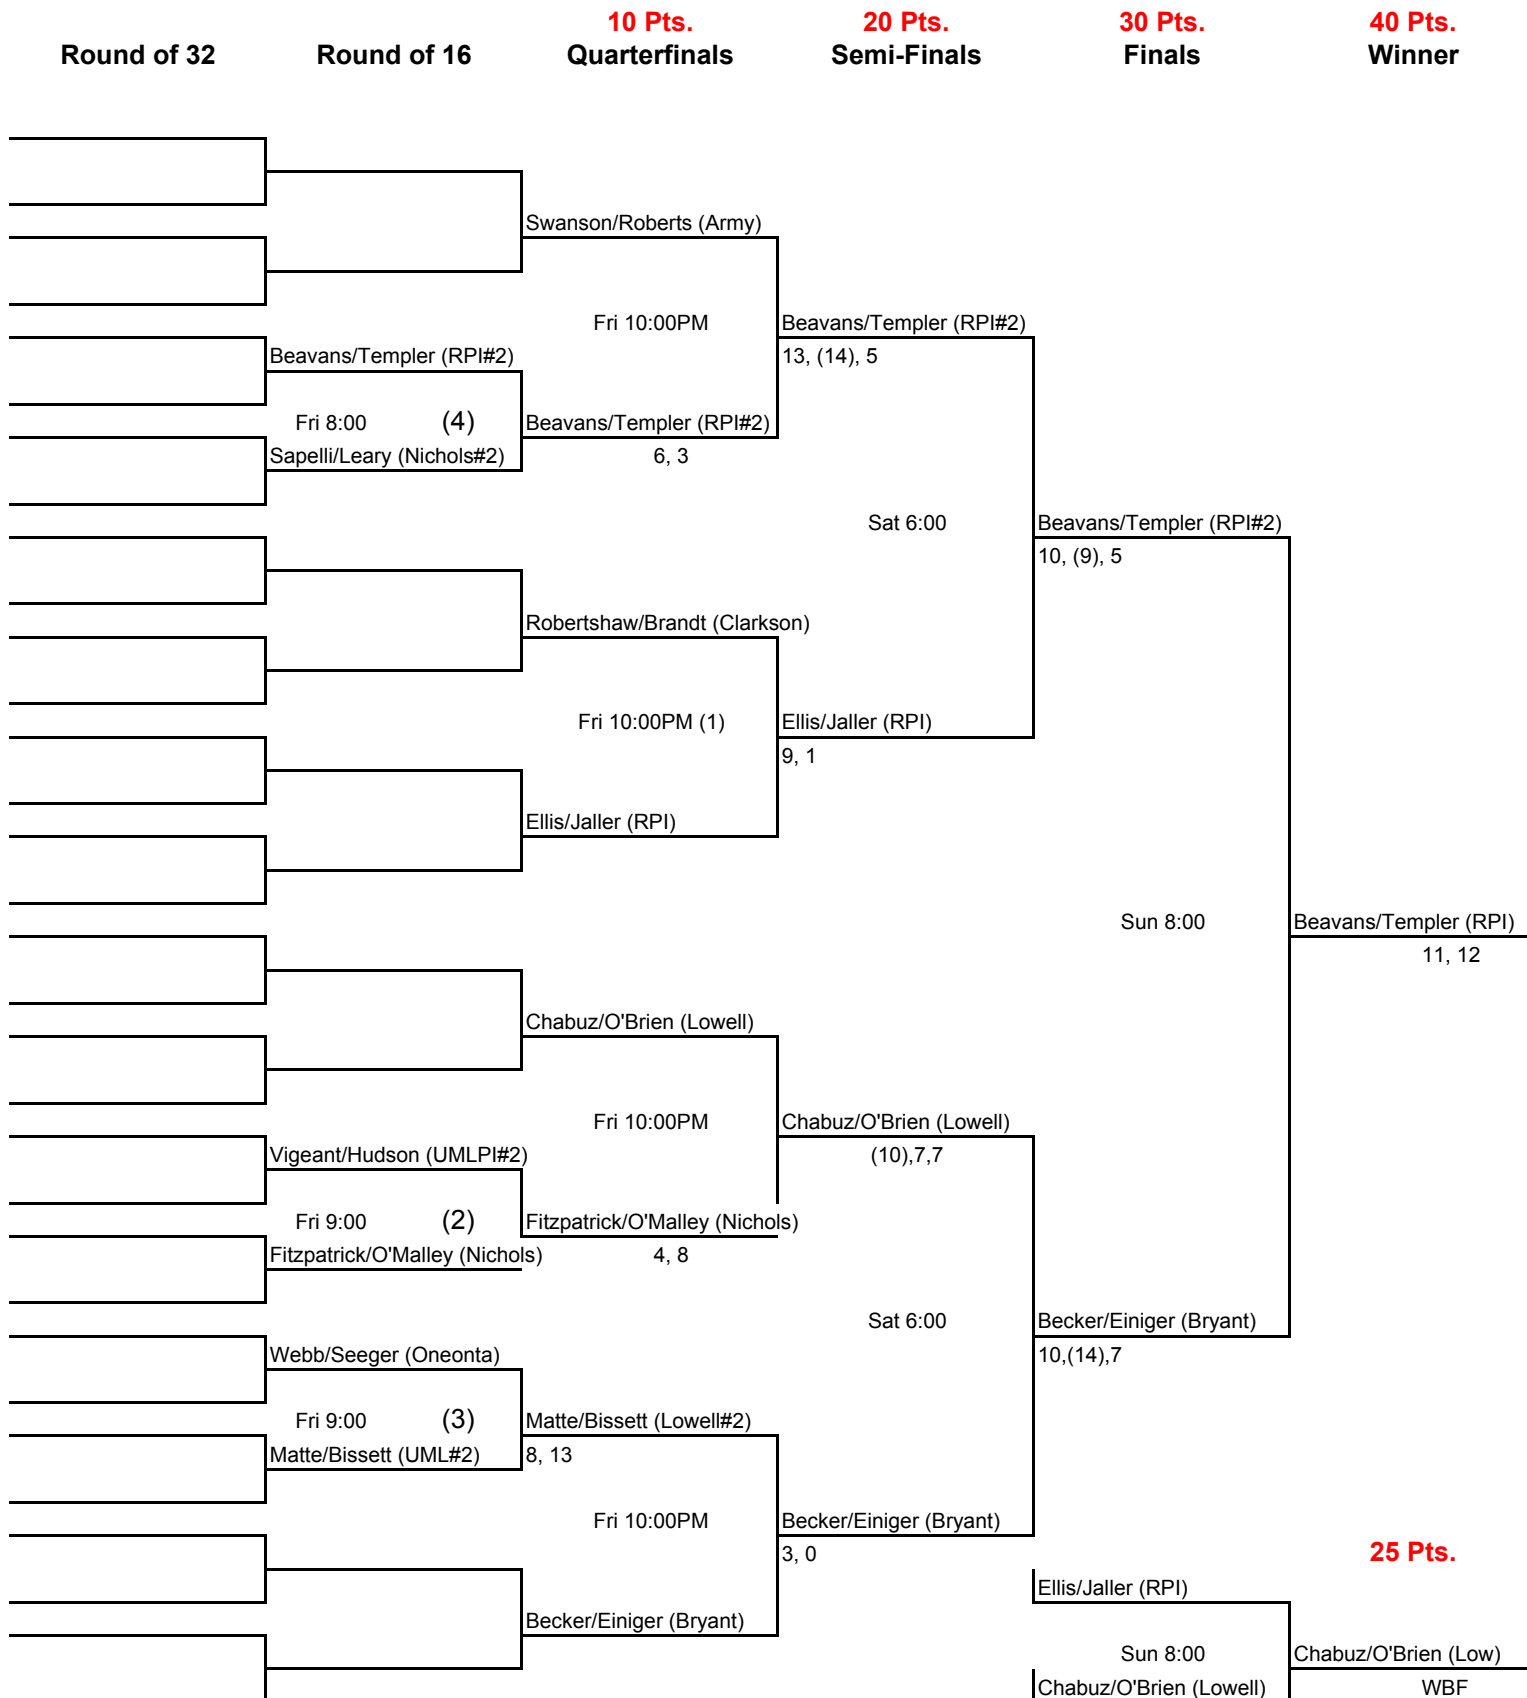 10 Pts. 20 Pts. 30 Pts. 40 Pts.
Round of 32 Round of 16 Quarterfinals Semi-Finals Finals Winner
Swanson/Roberts (Army)
Fri 10:00PM Beavans/Templer (RPI#2)
Beavans/Templer (RPI#2) 13, (14), 5
Fri 8:00 (4) Beavans/Templer (RPI#2)
Sapelli/Leary (Nichols#2) 6, 3
Sat 6:00 Beavans/Templer (RPI#2)
10, (9), 5
Robertshaw/Brandt (Clarkson)
Fri 10:00PM (1) Ellis/Jaller (RPI)
9, 1
Ellis/Jaller (RPI)
Sun 8:00 Beavans/Templer (RPI)
11, 12
Chabuz/O'Brien (Lowell)
Fri 10:00PM Chabuz/O'Brien (Lowell)
Vigeant/Hudson (UMLPI#2) (10),7,7
Fri 9:00 (2) Fitzpatrick/O'Malley (Nichols)
Fitzpatrick/O'Malley (Nichols) 4, 8
Sat 6:00 Becker/Einiger (Bryant)
Webb/Seeger (Oneonta) 10,(14),7
Fri 9:00 (3) Matte/Bissett (Lowell#2)
Matte/Bissett (UML#2) 8, 13
Fri 10:00PM Becker/Einiger (Bryant)
3, 0 25 Pts.
Ellis/Jaller (RPI)
Becker/Einiger (Bryant)
Sun 8:00 Chabuz/O'Brien (Low)
Chabuz/O'Brien (Lowell) WBF